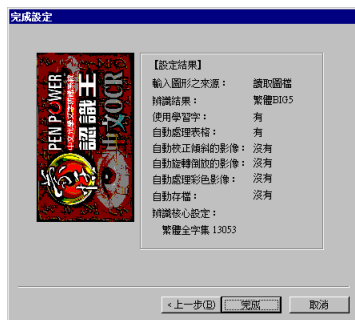 完成設定
【設定結果】
輸入圖形之來源： 讀取圖檔
辨識結果： 繁體BIG5
使用學習字： 有
自動處理表格： 有
自動校正傾斜的影像： 沒有
自動旋轉倒放的影像： 沒有
自動處理彩色影像： 沒有
自動存檔： 沒有
辨識核心設定：
繁體全字集 13053
PEN POWER
認識王
中文OCR
<上一步(B)
完成
取消